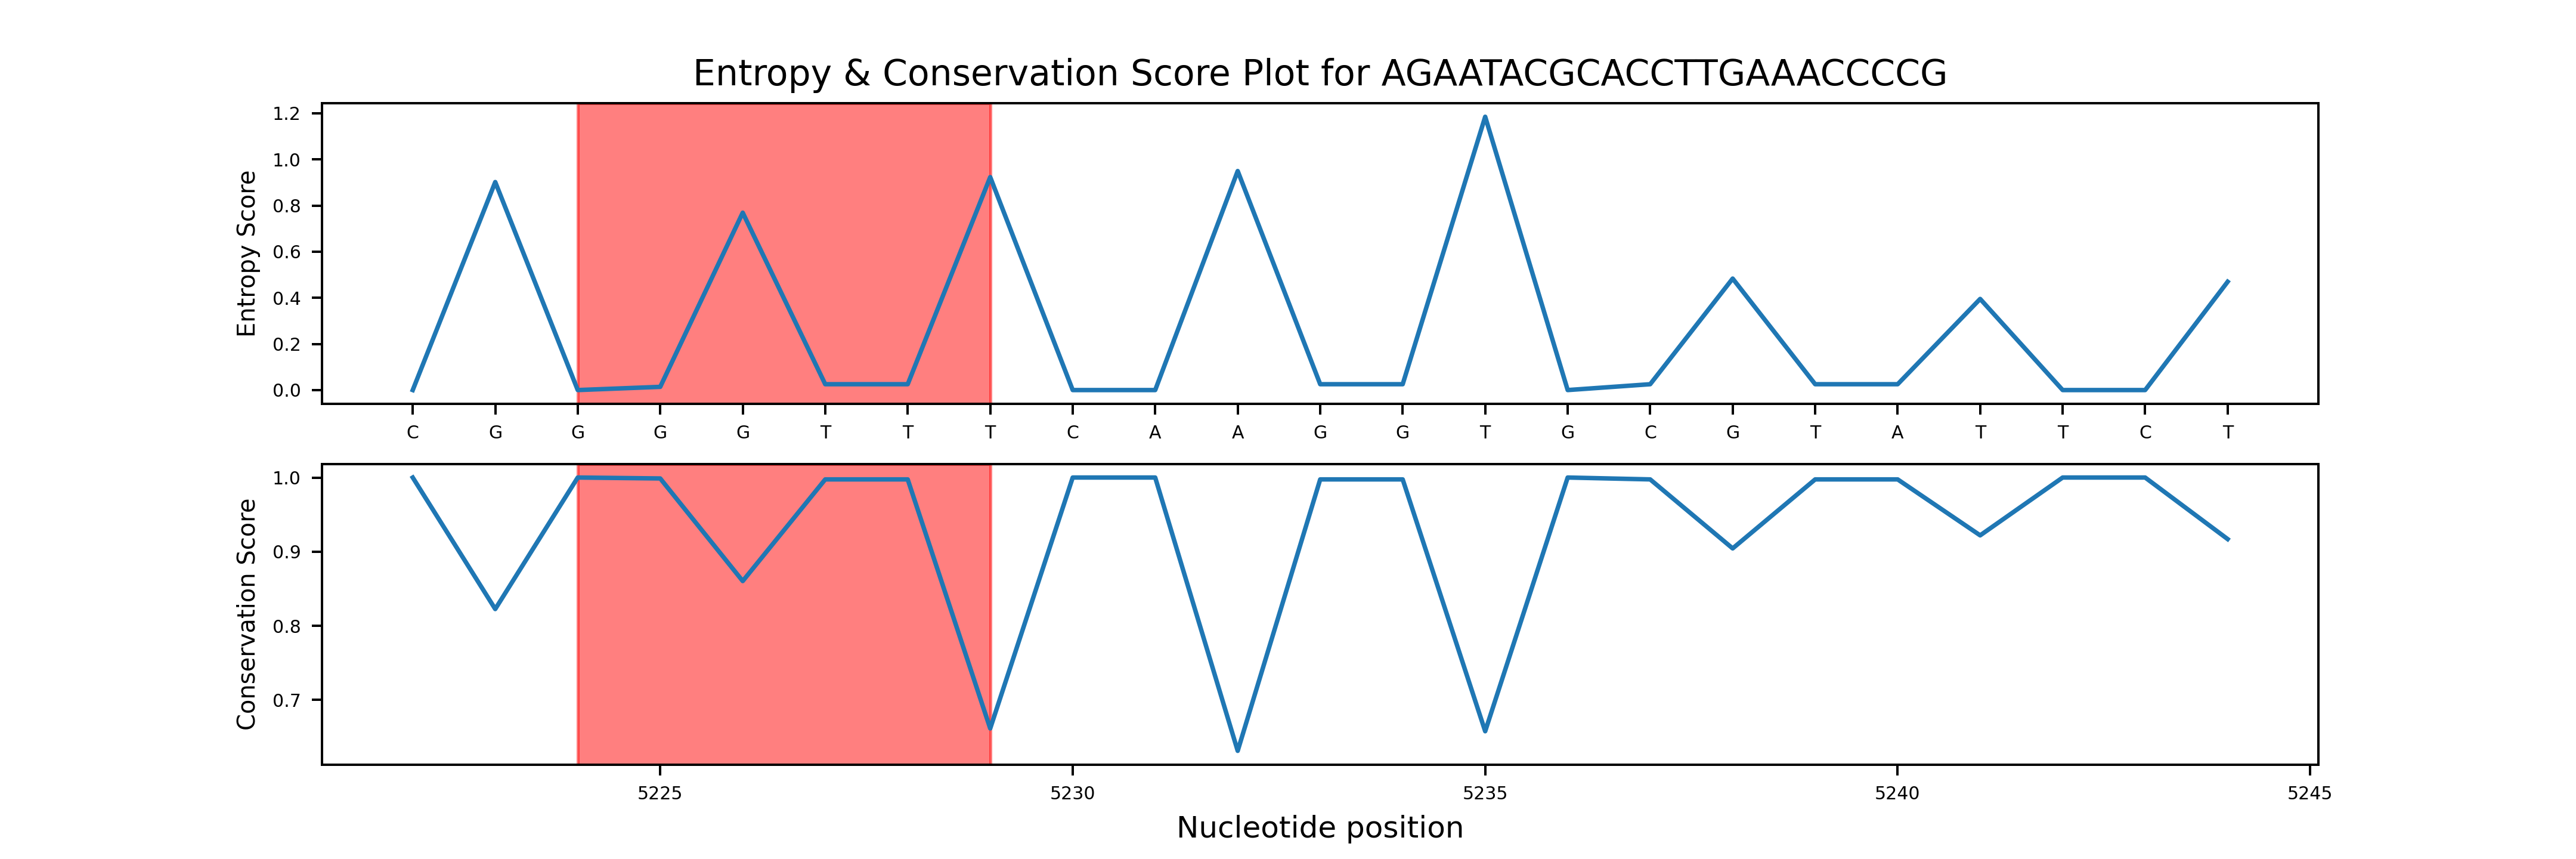 Entropy & Conservation Score Plot for AGAATACGCACCTTGAAACCCCG
Entropy Score
1.2
1.0
0.8
0.6
0.4
0.2
0.0
C G G G G T T T C A A G G T G C G T A T T C T
Conservation Score
1.0
0.9
0.8
0.7
5225 5230 5235 5240 5245
Nucleotide position